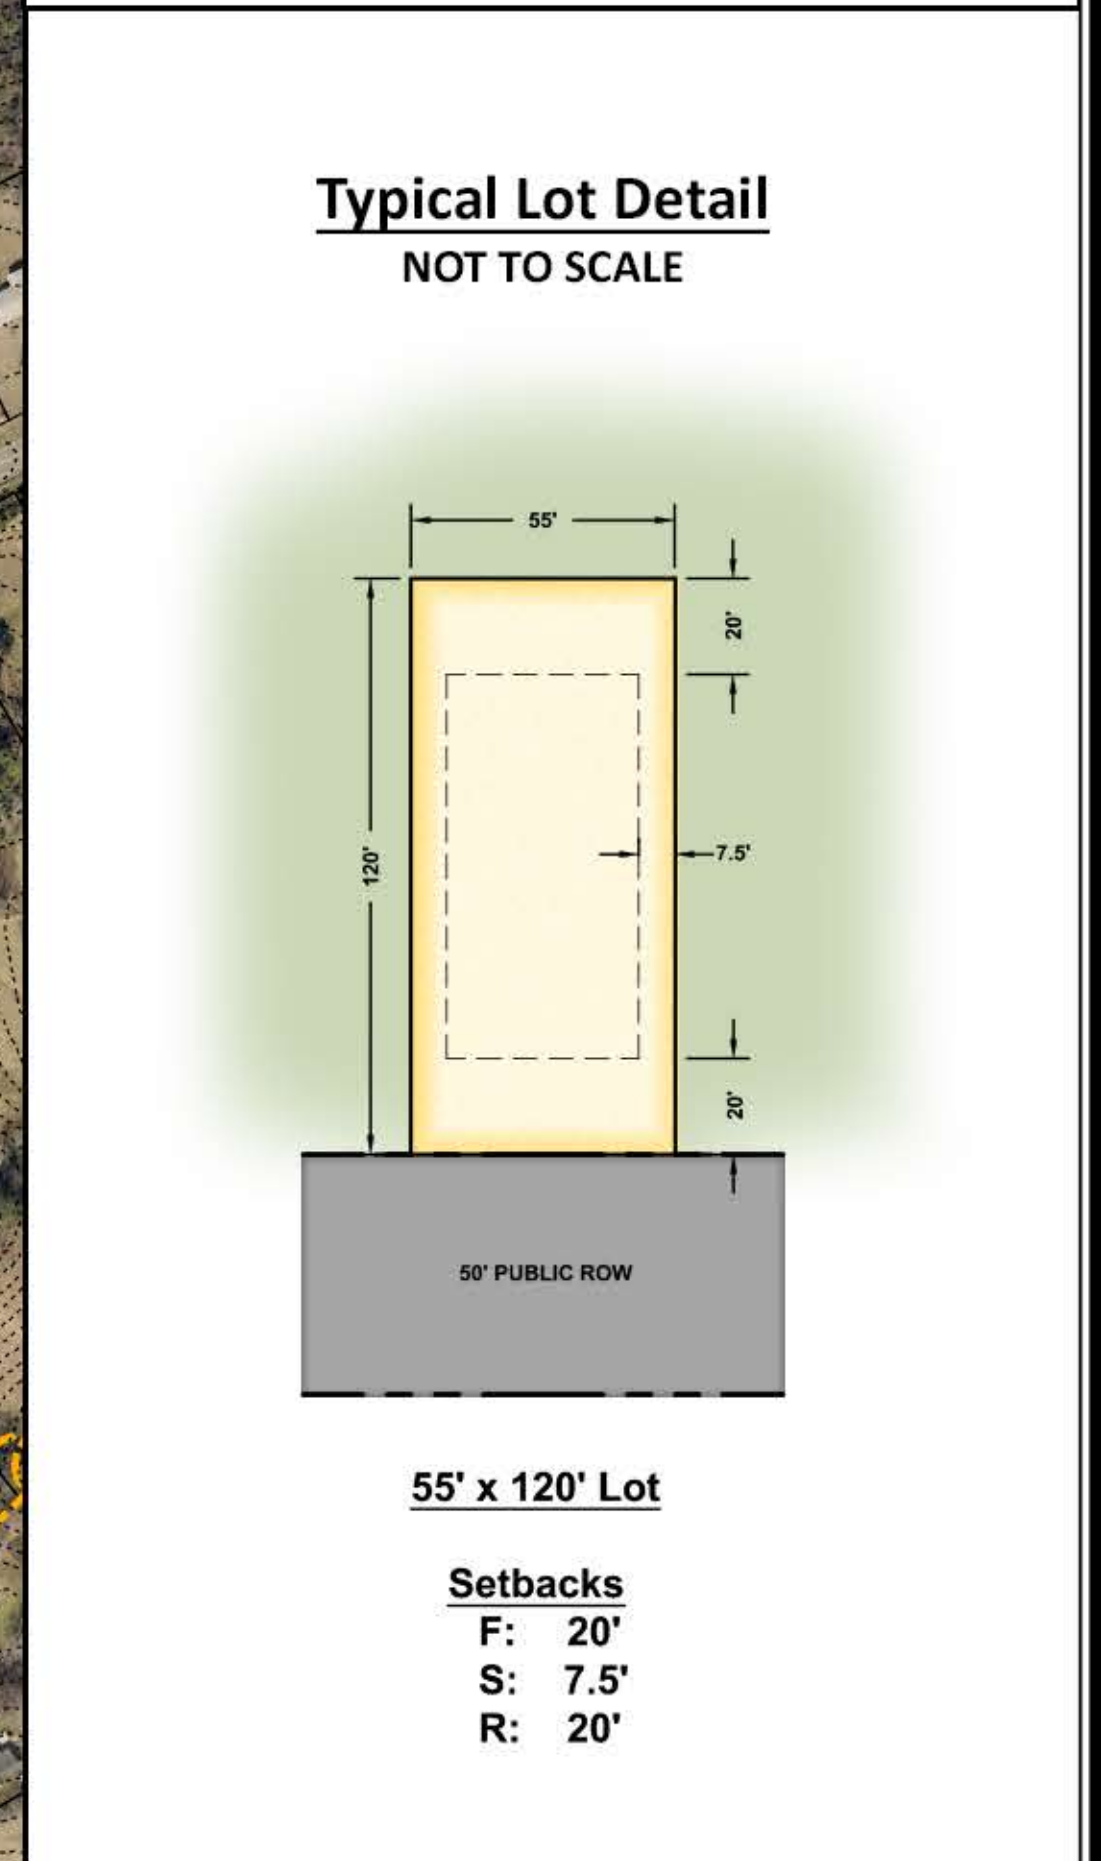 Typical Lot Detail
NOT TO SCALE
55'
20'
120'
7.5'
20'
50' PUBLIC ROW
55' x 120' Lot
Setbacks
F: 20'
S: 7.5'
R: 20'